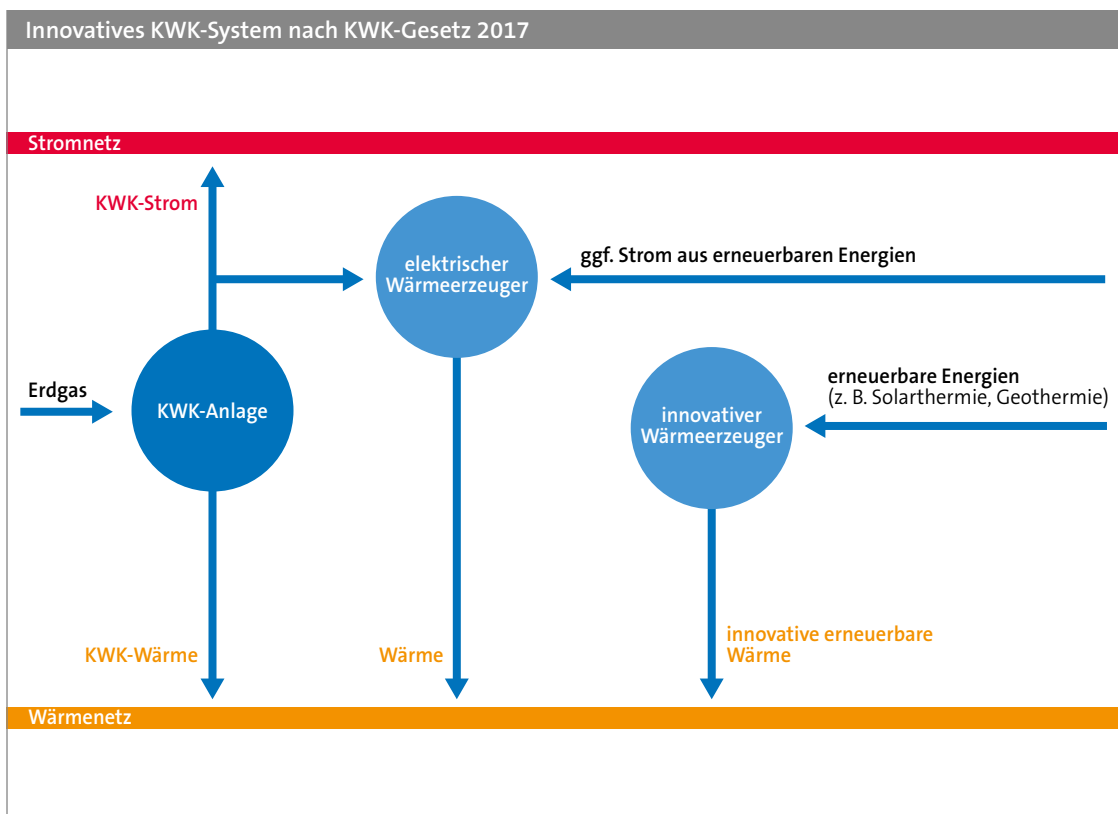 Innovatives KWK-System nach KWK-Gesetz 2017
Stromnetz
KWK-Strom
elektrischer
Wärmeerzeuger
ggf. Strom aus erneuerbaren Energien
Erdgas
KWK-Anlage
innovativer
Wärmeerzeuger
erneuerbare Energien
(z. B. Solarthermie, Geothermie)
KWK-Wärme
Wärme
innovative erneuerbare
Wärme
Wärmenetz